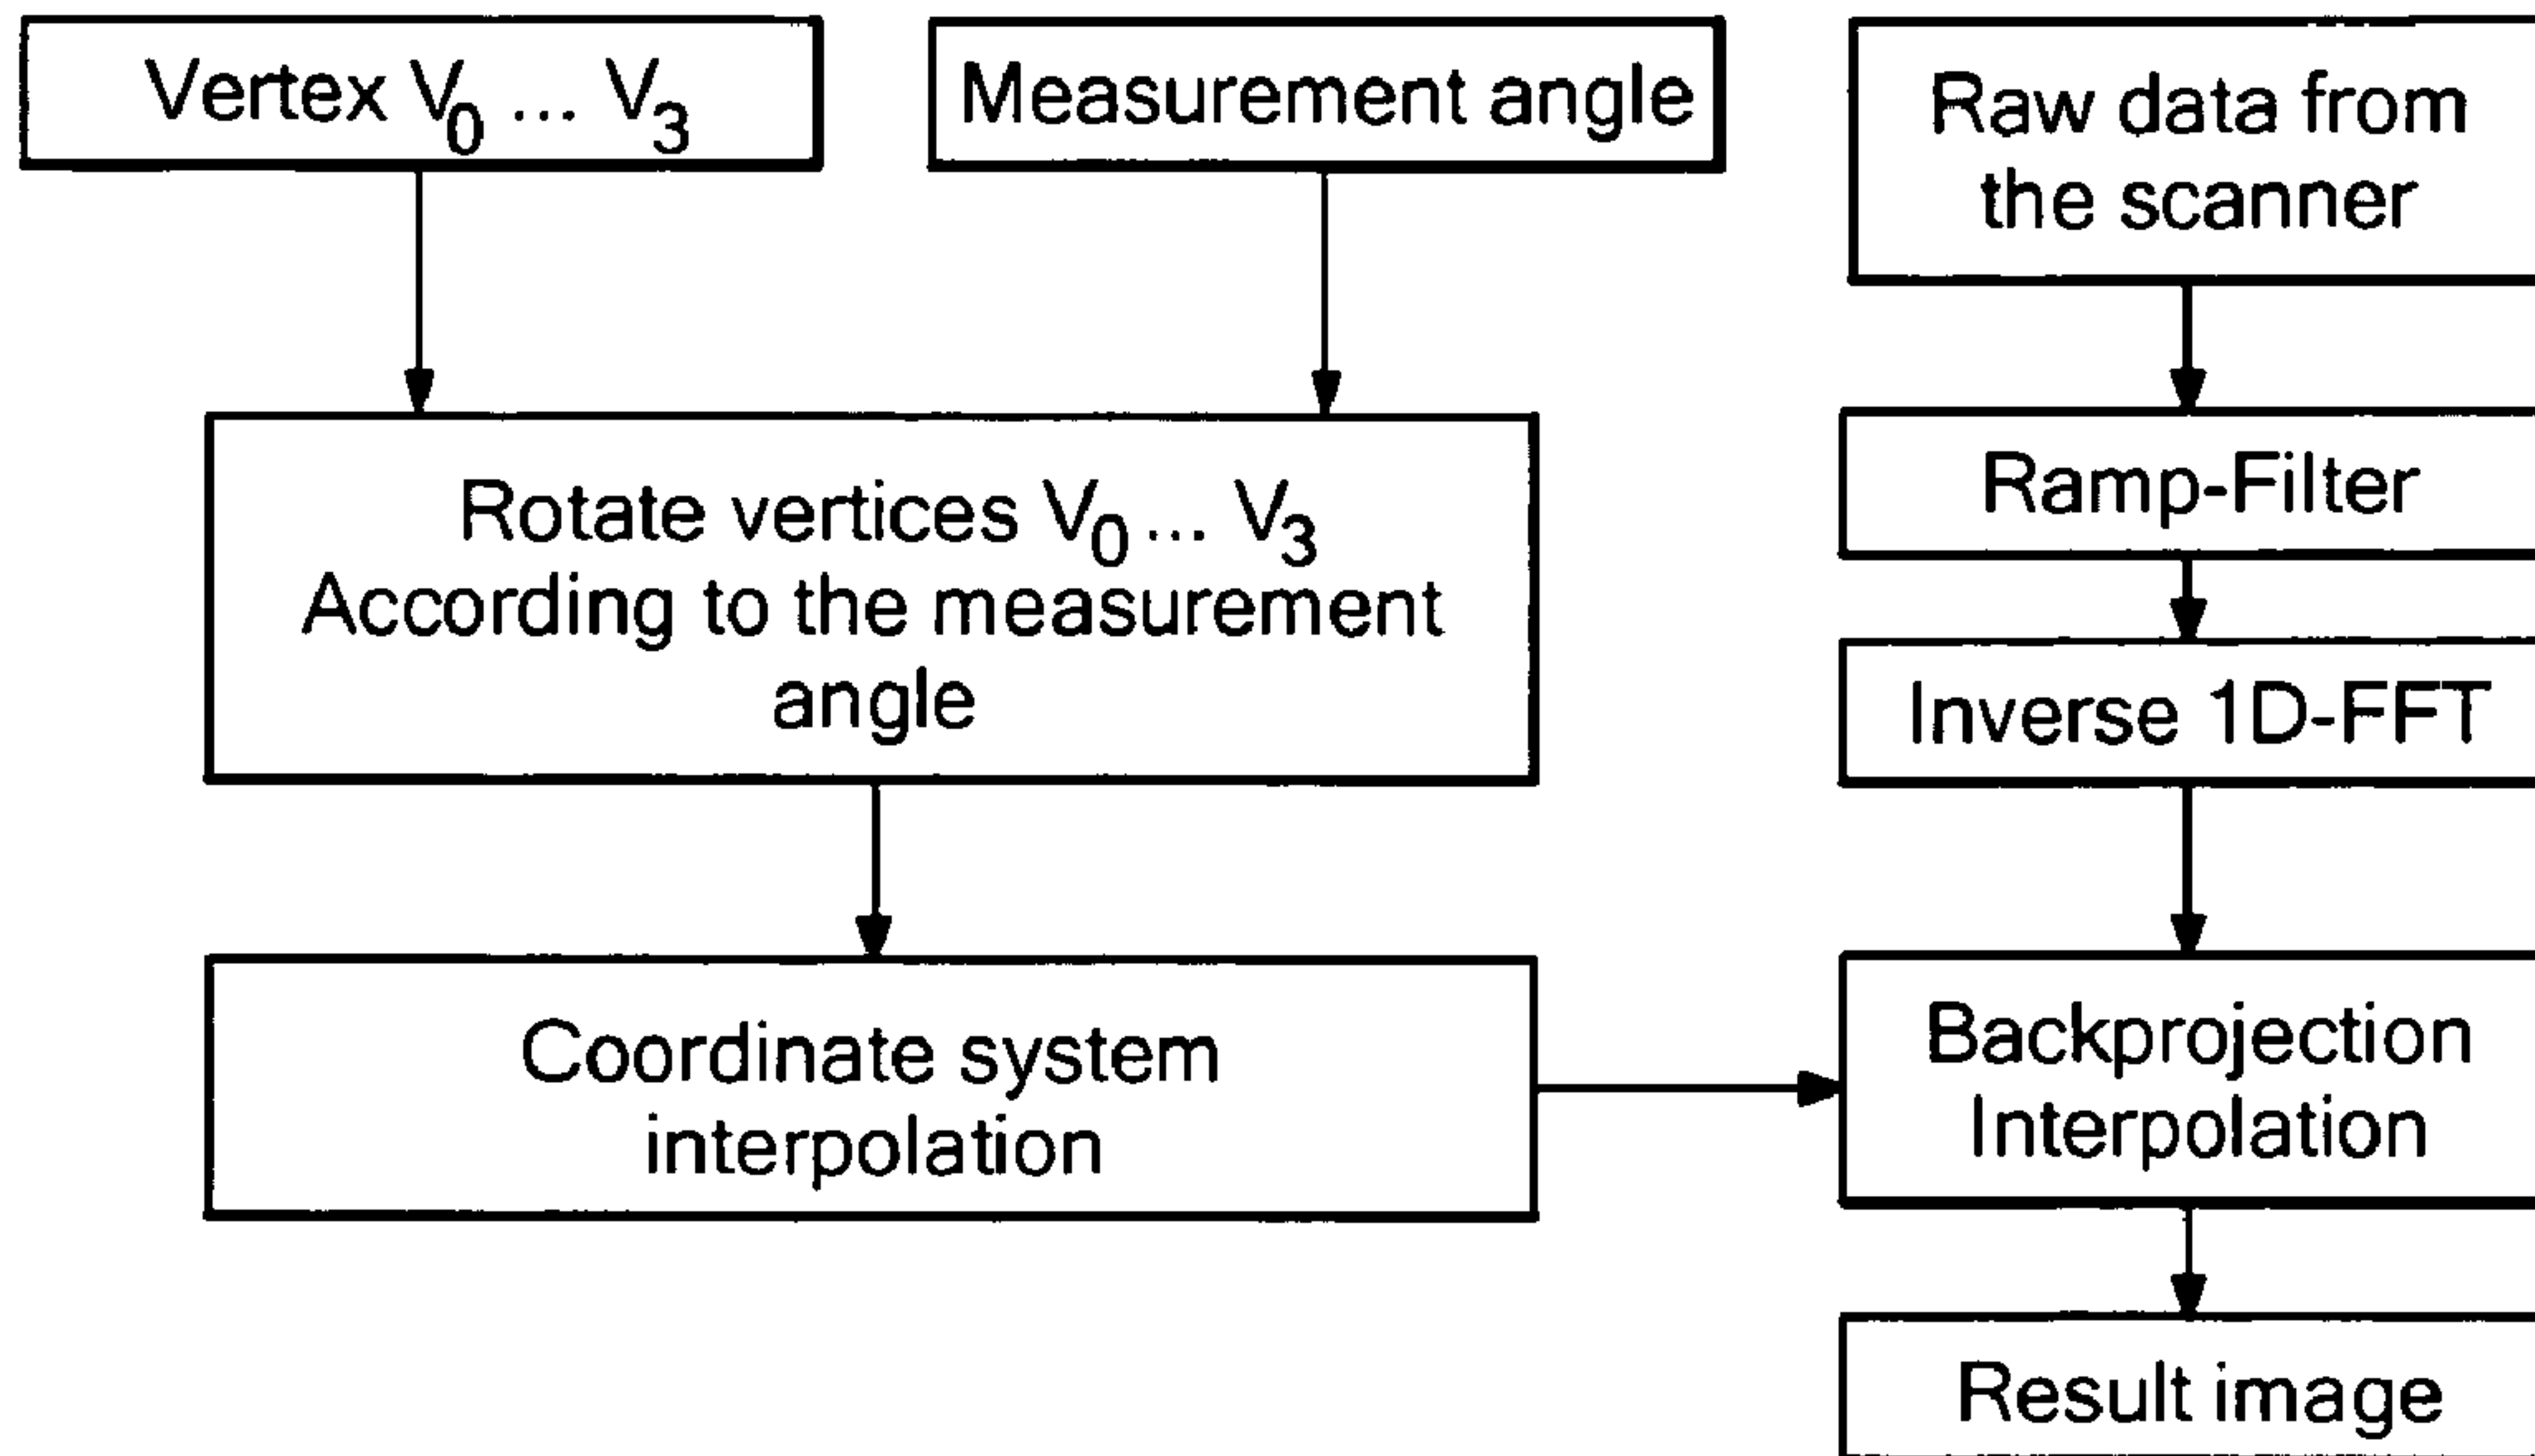 Vertex V0 ... V3
Measurement angle
Raw data from
the scanner
Rotate vertices V0 ... V3
According to the measurement
angle
Ramp-Filter
Inverse 1D-FFT
Coordinate system
interpolation
Backprojection
Interpolation
Result image